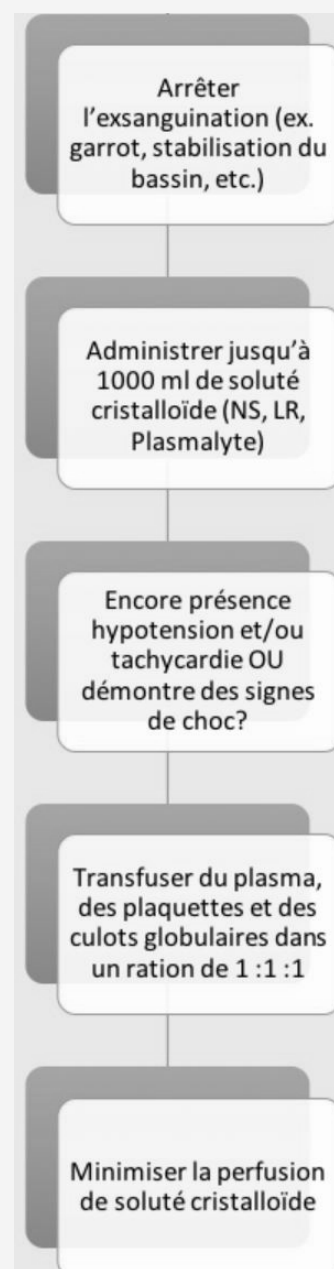 Arrêter
l’exsanguination (ex.
garrot, stabilisation du
bassin, etc.)
Administrer jusqu’à
1000 ml de soluté
cristalloïde (NS, LR,
Plasmalyte)
Encore présence
hypotension et/ou
tachycardie OU
démontre des signes
de choc?
Transfuser du plasma,
des plaquettes et des
culots globulaires dans
un ration de 1 :1 :1
Minimiser la perfusion
de soluté cristalloïde